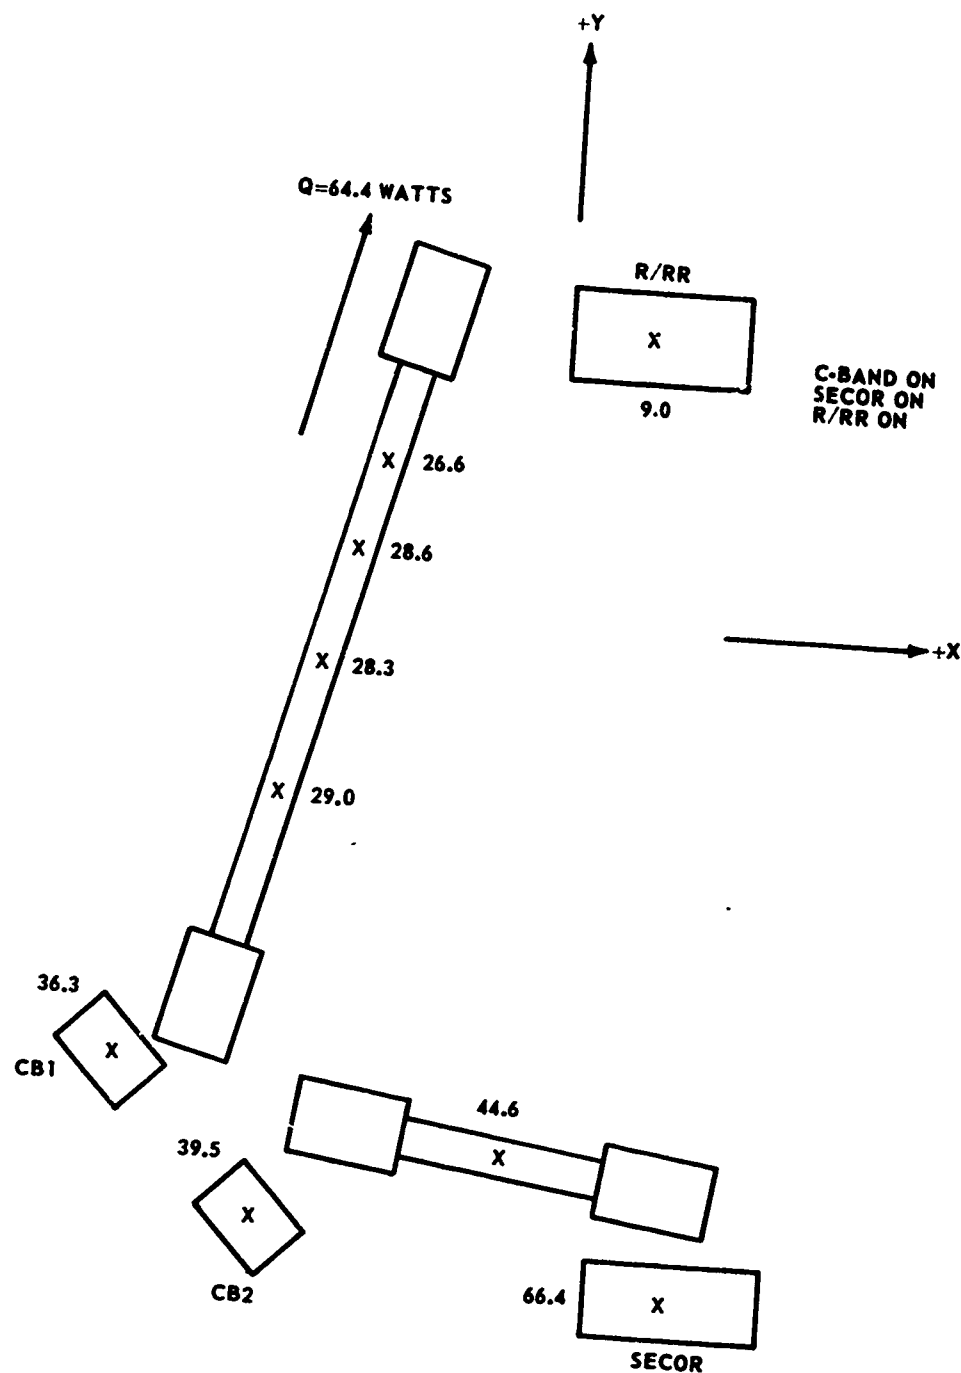 +Y
Q=64.4 WATTS
R/RR
X
9.0
C-BAND ON
SECOR ON
R/RR ON
X 26.6
X 28.6
X 28.3
+X
X 29.0
36.3
X
CB1
44.6
X
39.5
X
CB2
66.4
X
SECOR